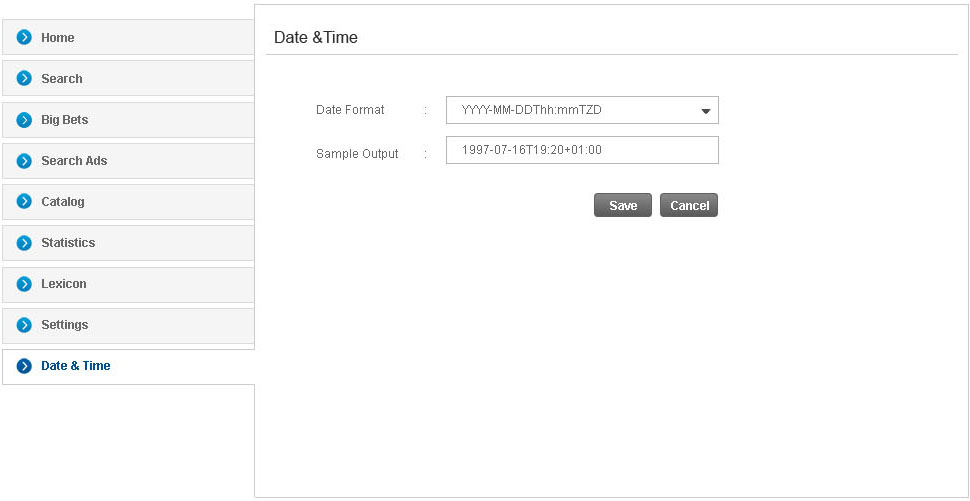 Home
Search
Big Bets
Search Ads
Catalog
Statistics
Lexicon
Settings
Date & Time
Date &Time
Date Format : YYYY-MM-DDThh:mmTZD
Sample Output : 1997-07-16T19:20+01:00
Save Cancel